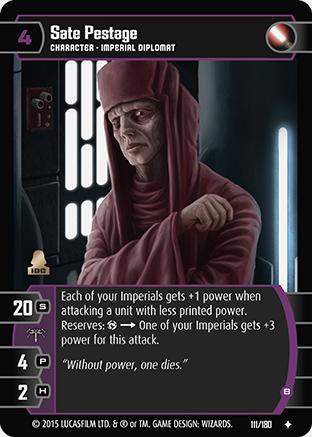 4
Sate Pestage
CHARACTER - IMPERIAL DIPLOMAT
IDC
20 S
4 P
2 H
Each of your Imperials gets +1 power when
attacking a unit with less printed power.
Reserves: → One of your Imperials gets +3
power for this attack.
“Without power, one dies.”
B
© 2015 LUCASFILM LTD. & ® or TM. GAME DESIGN: WIZARDS.
111/180